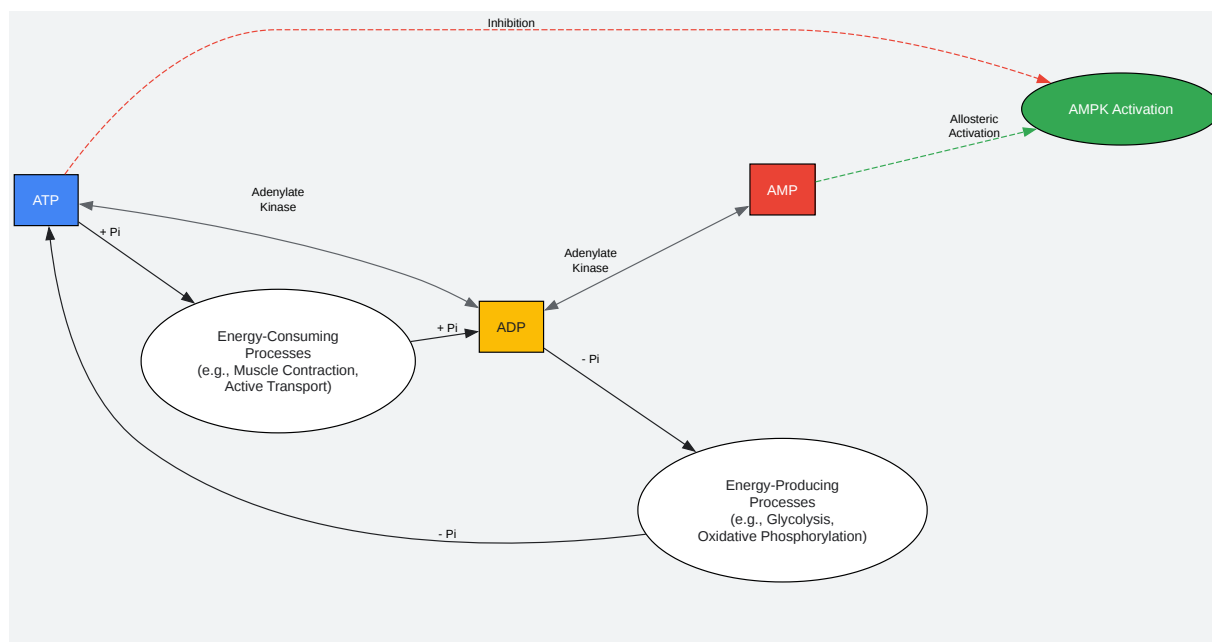 Inhibition
AMPK Activation
Allosteric
Activation
AMP
ATP
Adenylate
Kinase
+ Pi
Adenylate
Kinase
ADP
+ Pi
Energy-Consuming
Processes
(e.g., Muscle Contraction,
Active Transport)
- Pi
Energy-Producing
Processes
(e.g., Glycolysis,
Oxidative Phosphorylation)
- Pi